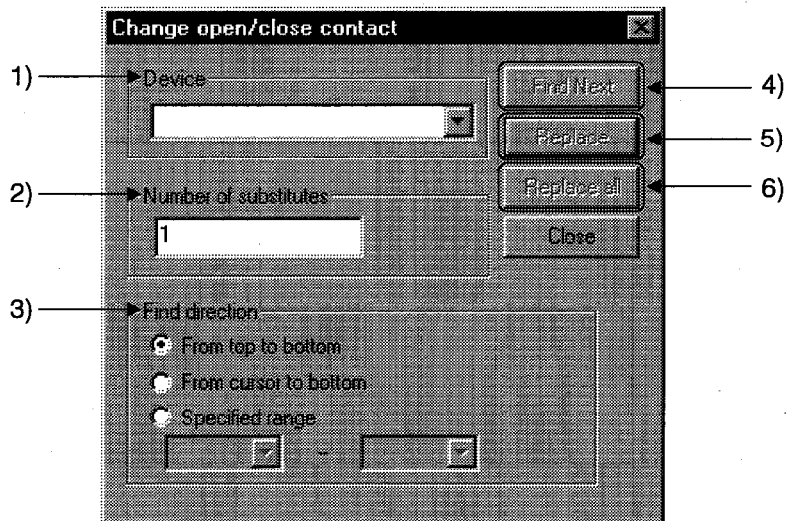 Change open/close contact
1) Device
Find Next 4)
Replace 5)
2) Number of substitutes
Replace all 6)
1
Close
3) Find direction
From top to bottom
From cursor to bottom
Specified range
-